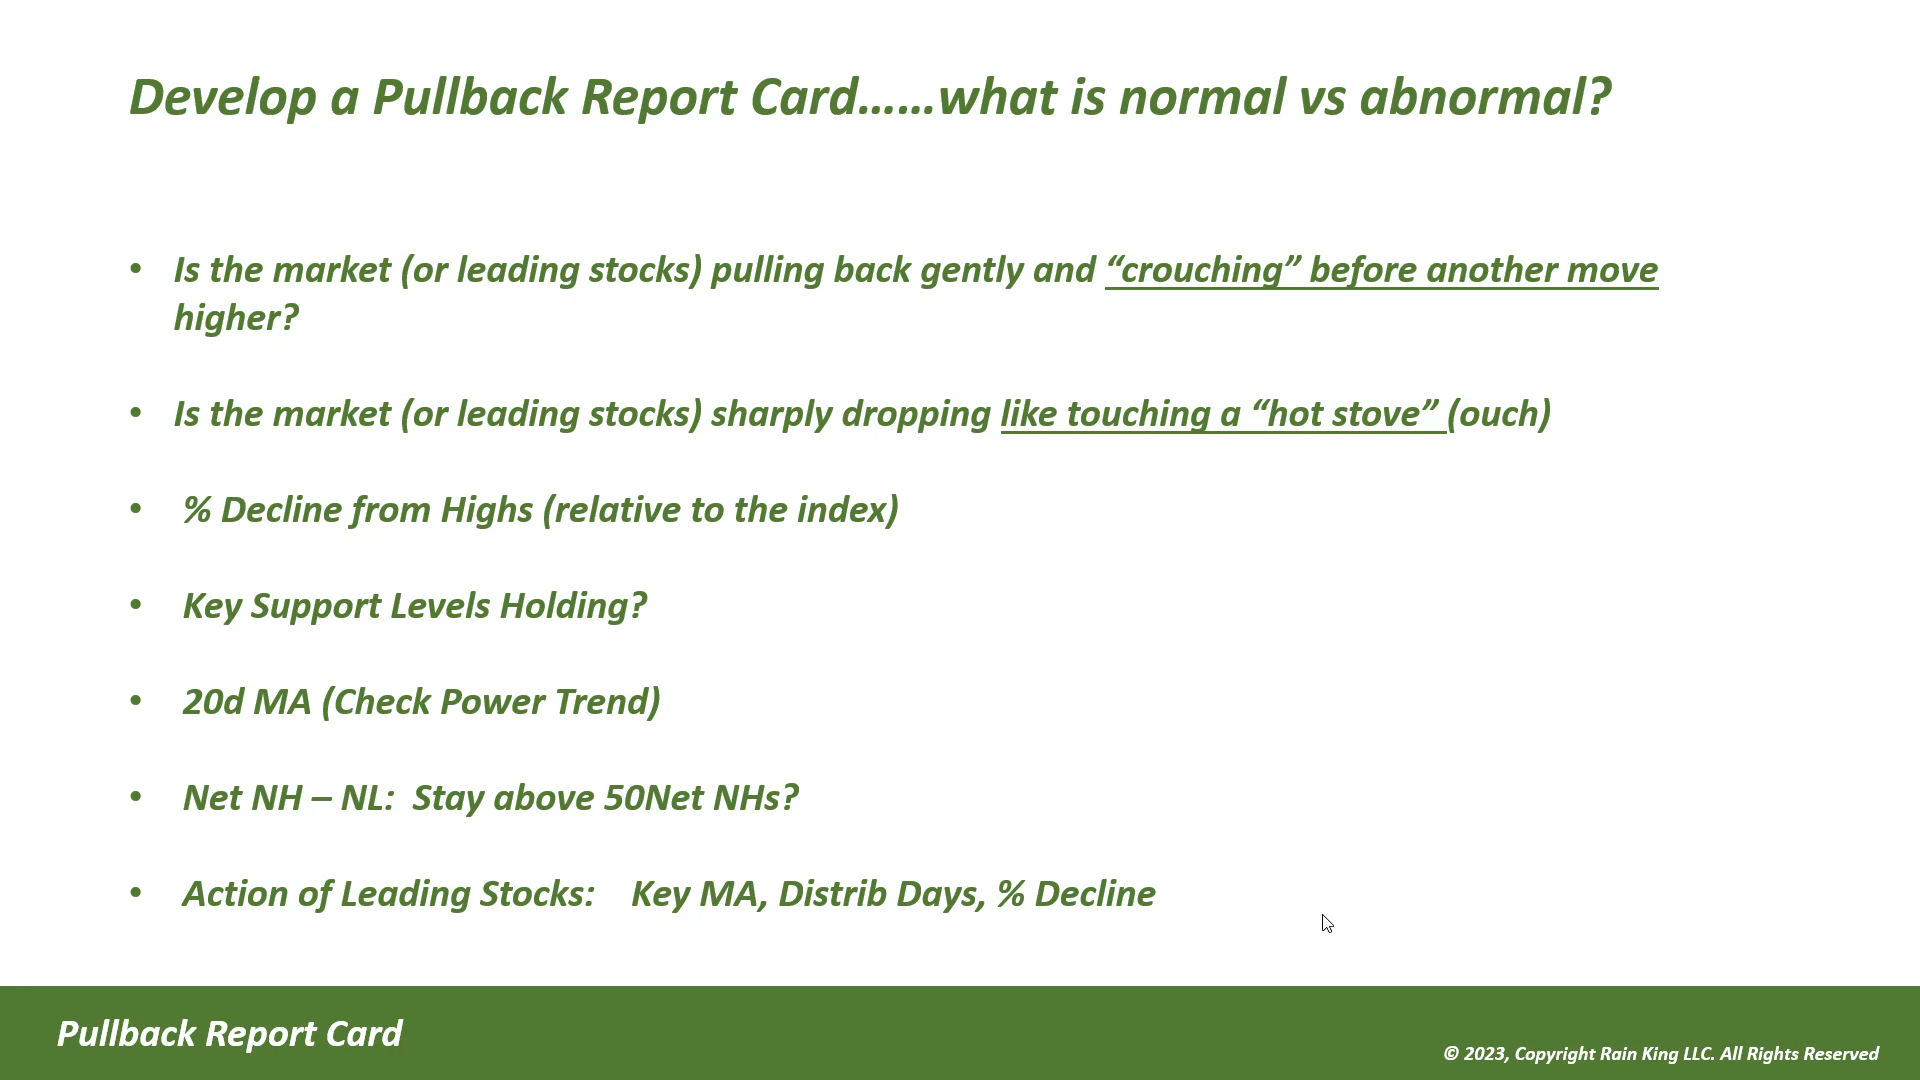 Develop a Pullback Report Card......what is normal vs abnormal?
• Is the market (or leading stocks) pulling back gently and “crouching” before another move
higher?
• Is the market (or leading stocks) sharply dropping like touching a “hot stove” (ouch)
• % Decline from Highs (relative to the index)
• Key Support Levels Holding?
• 20d MA (Check Power Trend)
• Net NH – NL:  Stay above 50Net NHs?
• Action of Leading Stocks:    Key MA, Distrib Days, % Decline
Pullback Report Card
© 2023, Copyright Rain King LLC. All Rights Reserved